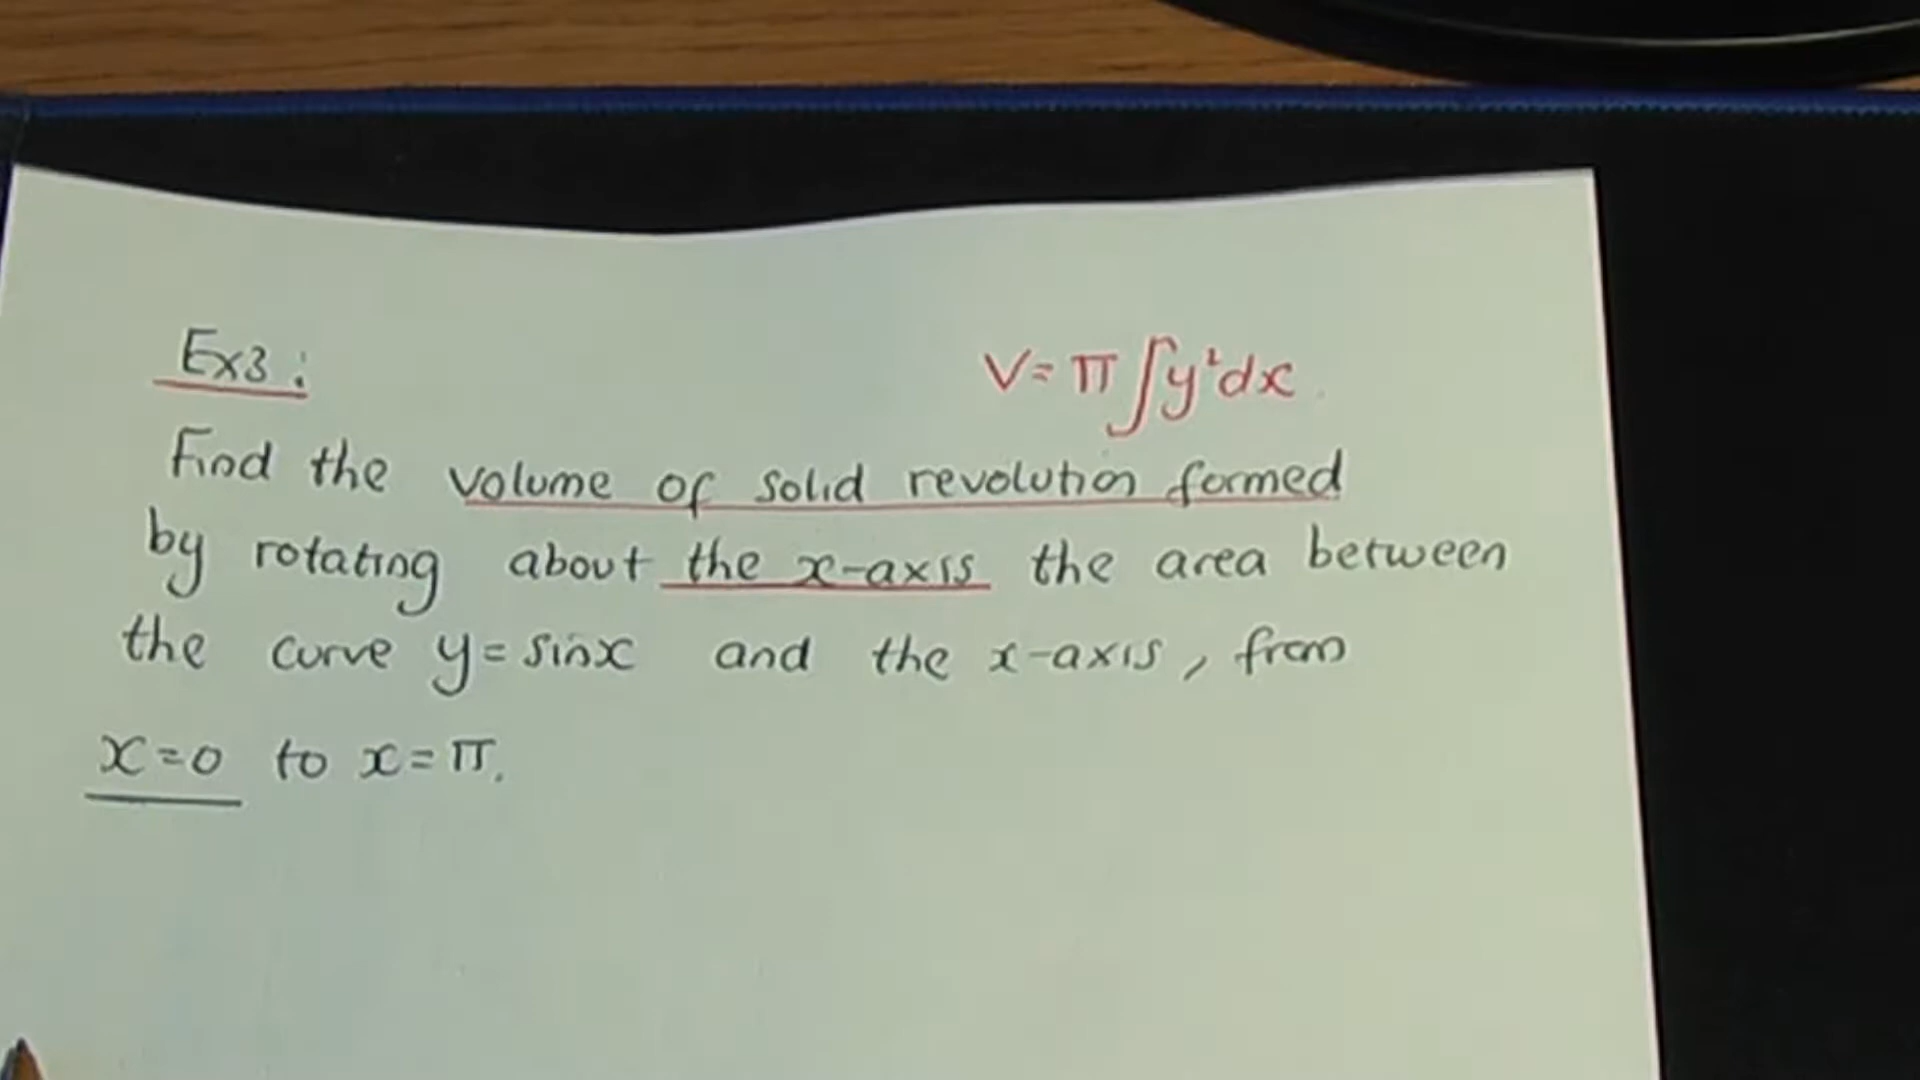 Ex3:
V = π∫y²dx
Find the volume of solid revolution formed
by rotating about the x-axis the area between
the curve y = sinx and the x-axis, from
x=0 to x=π.